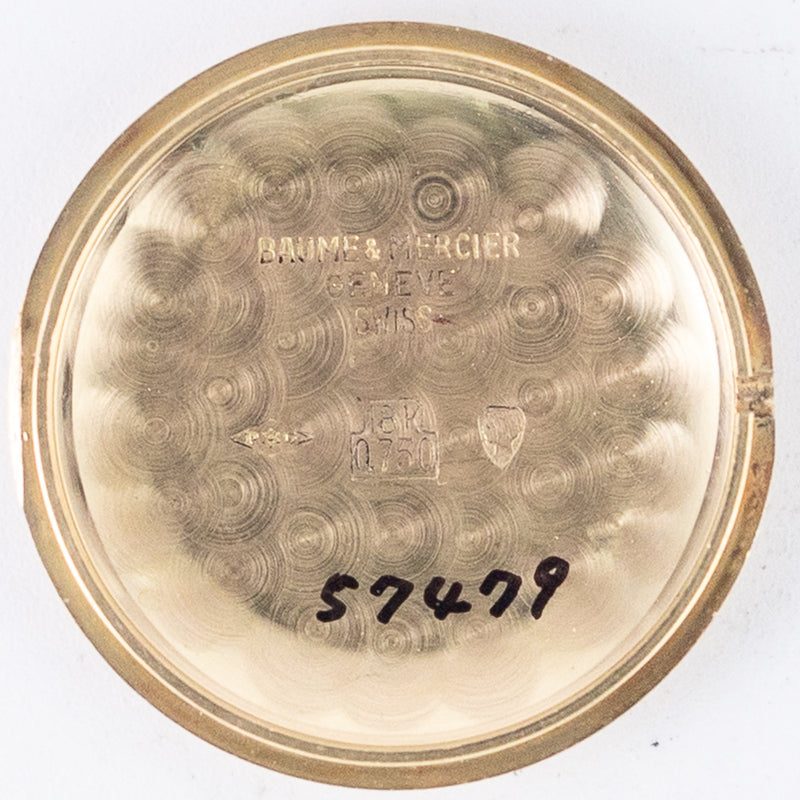 BAUME & MERCIER
GENEVE
SWISS
18K
0,750
57479